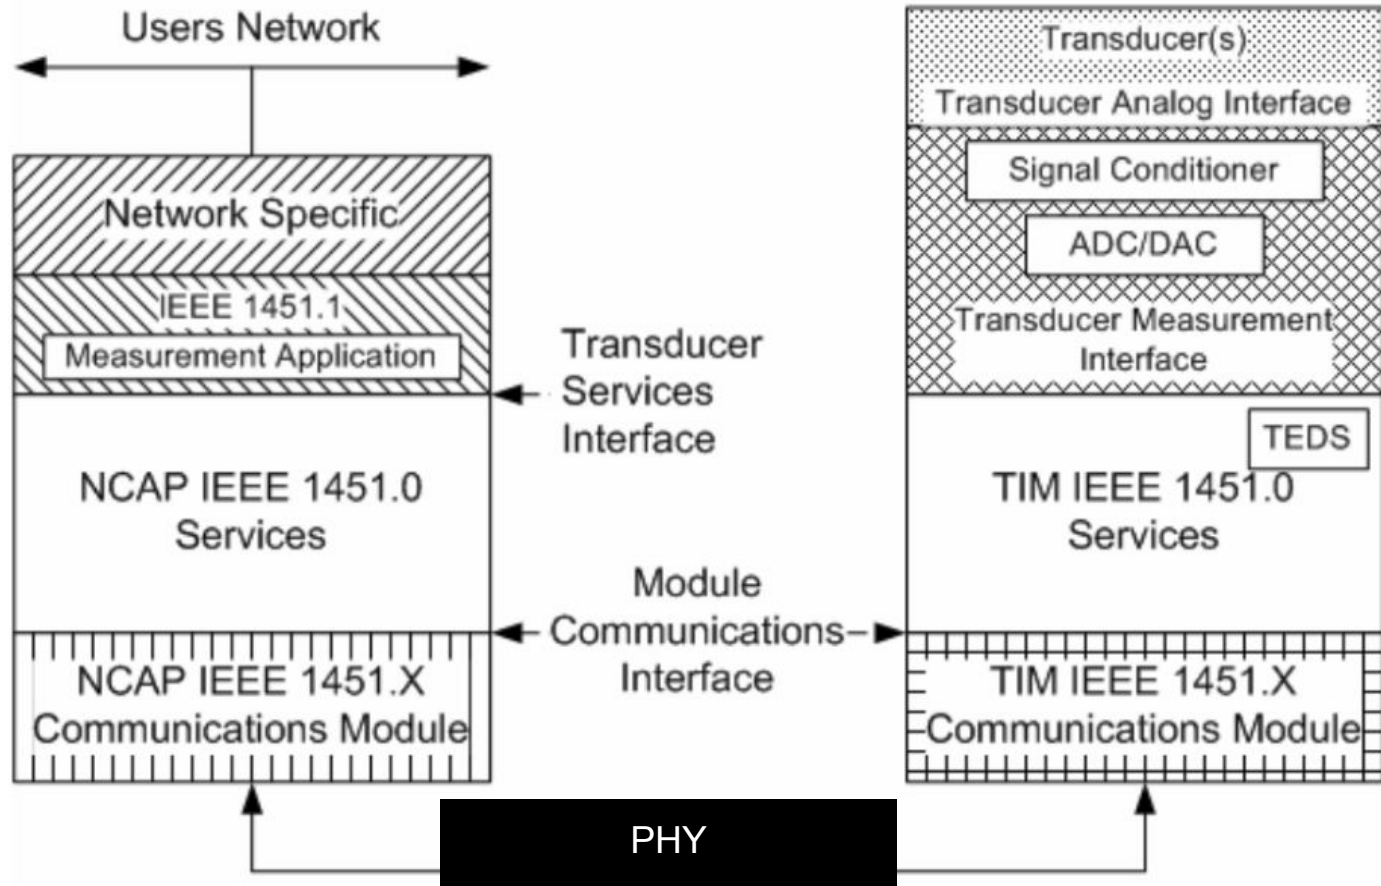 Users Network
Network Specific
IEEE 1451.1
Measurement Application
NCAP IEEE 1451.0
Services
NCAP IEEE 1451.X
Communications Module
Transducer
Services
Interface
Module
Communications
Interface
Transducer(s)
Transducer Analog Interface
Signal Conditioner
ADC/DAC
Transducer Measurement
Interface
TEDS
TIM IEEE 1451.0
Services
TIM IEEE 1451.X
Communications Module
PHY